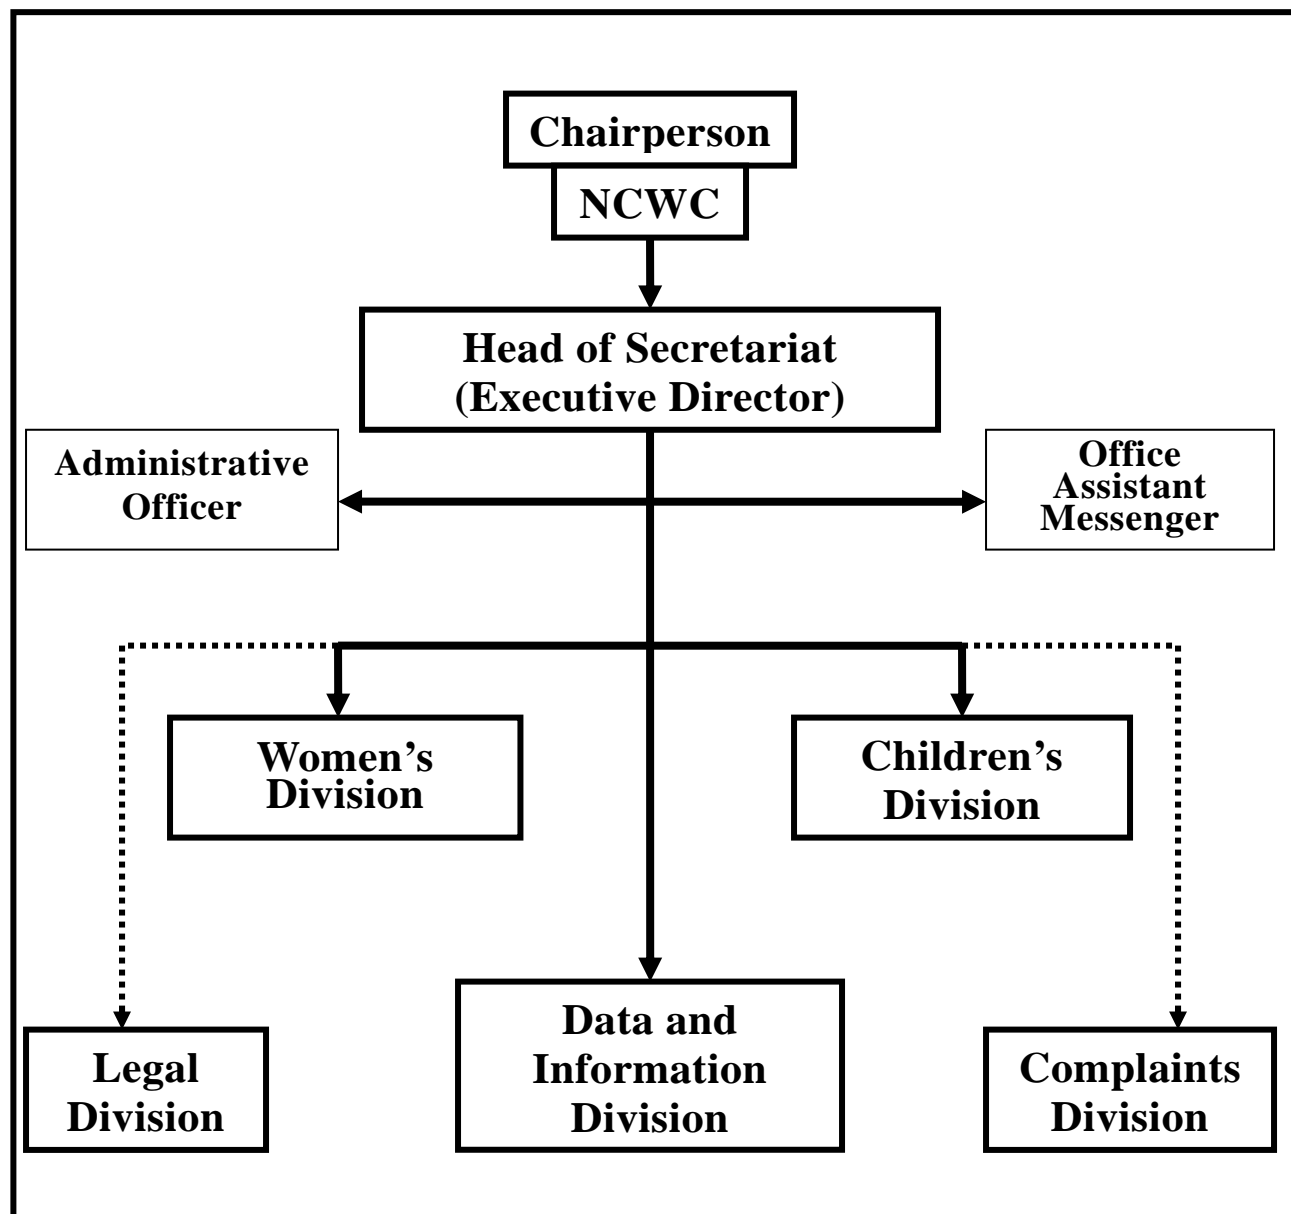 Chairperson
NCWC
Head of Secretariat
(Executive Director)
Administrative
Officer
Office
Assistant
Messenger
Women’s
Division
Children’s
Division
Legal
Division
Data and
Information
Division
Complaints
Division